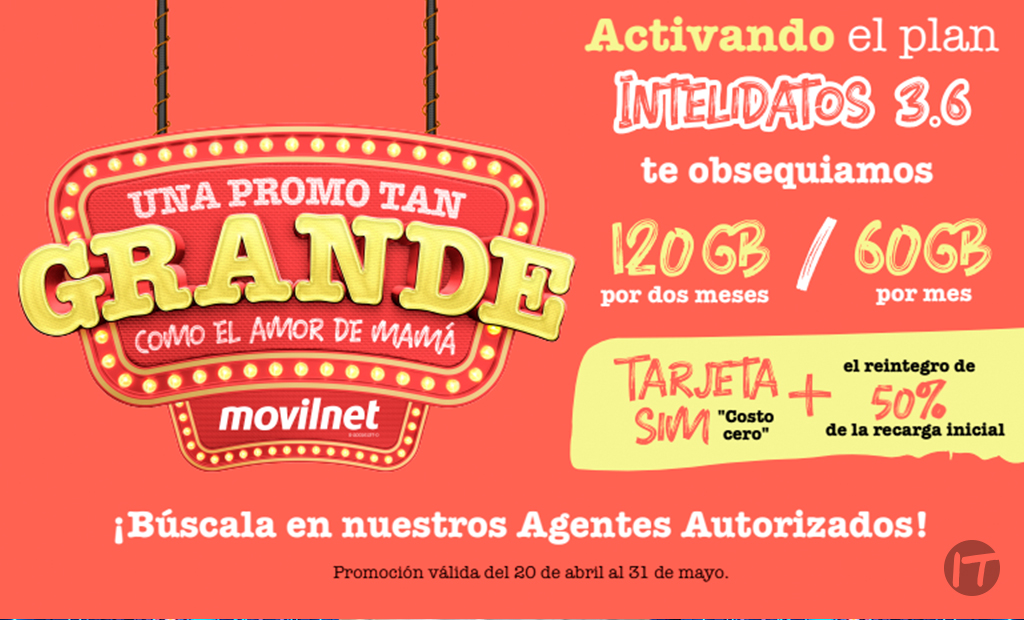 UNA PROMO TAN
GRANDE
COMO EL AMOR DE MAMÁ
movilnet
Activando el plan
INTELIDATOS 3.6
te obsequiamos
120 GB / 60 GB
por dos meses por mes
TARJETA
SIM "Costo
cero"
+
el reintegro de
50%
de la recarga inicial
¡Búscala en nuestros Agentes Autorizados!
Promoción válida del 20 de abril al 31 de mayo.
IT